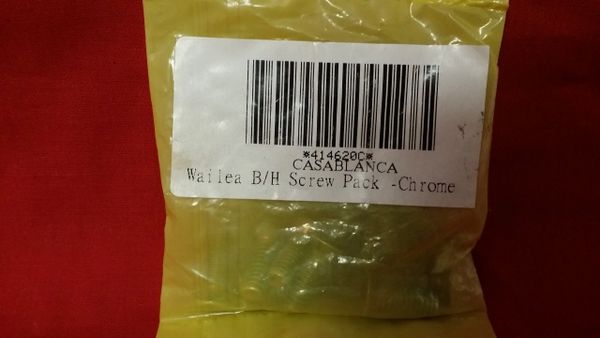 *414620C*
CASABLANCA
Wailea B/H Screw Pack -Chrome